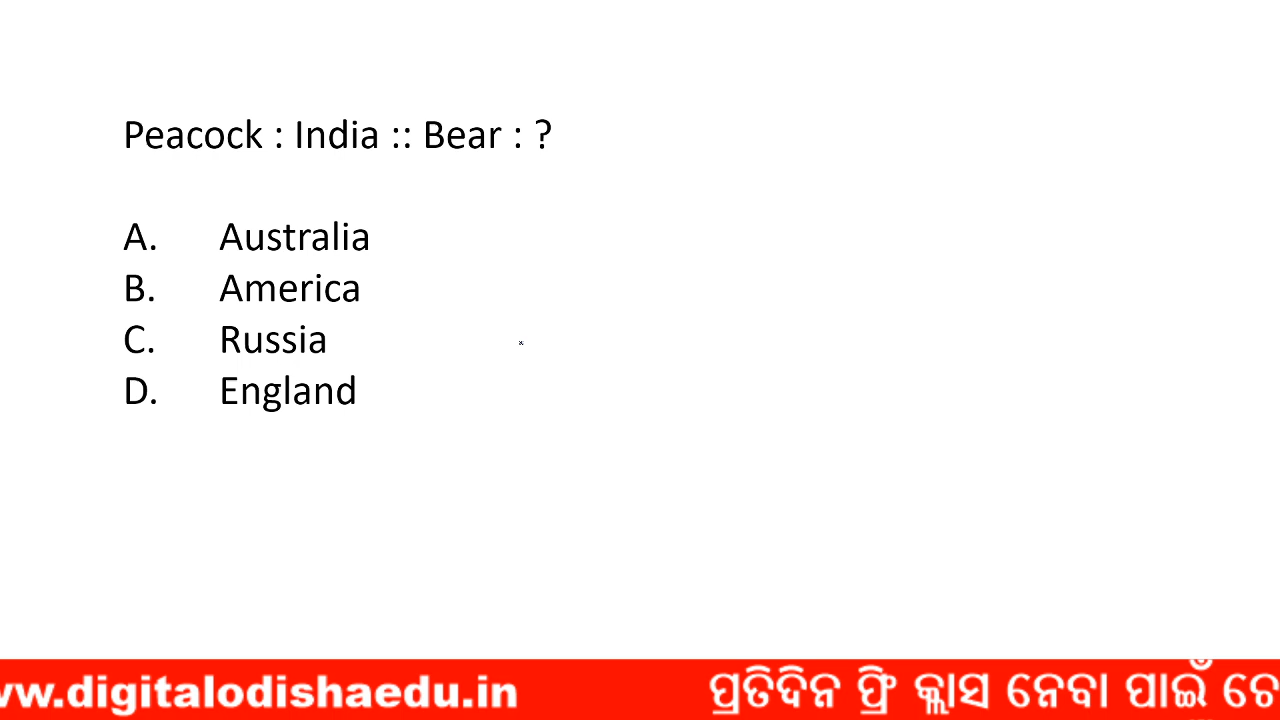 Peacock : India :: Bear : ?
A. Australia
B. America
C. Russia
D. England
ww.digitalodishaedu.in ପ୍ରତିଦିନ ଫ୍ରି କ୍ଲାସ ନେବା ପାଇଁ ଚେ